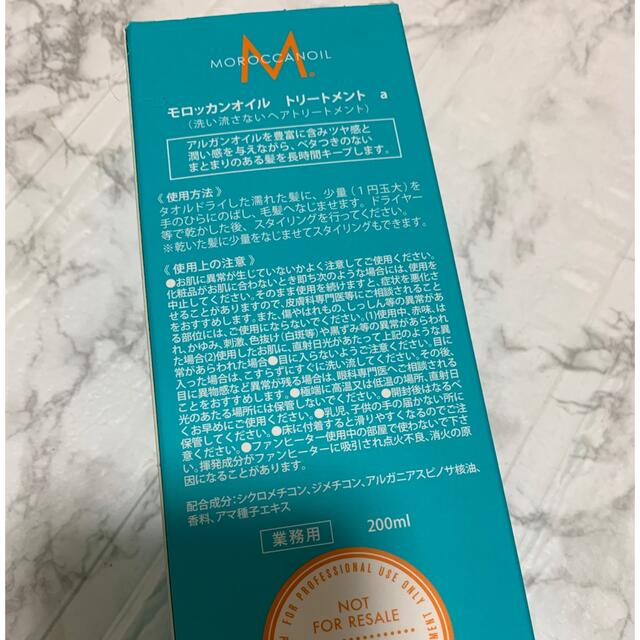 M.
MOROCCANOIL
モロッカンオイル トリートメント a
(洗い流さないヘアトリートメント)
アルガンオイルを豊富に含みツヤ感と
潤い感を与えながら、ベタつきのない
まとまりのある髪を長時間キープします。
《使用方法》
タオルドライした濡れた髪に、少量(1円玉大)を
手のひらにのばし、毛髪へなじませます。ドライヤー
等で乾かした後、スタイリングを行ってください。
※乾いた髪に少量をなじませてスタイリングもできます。
《使用上の注意》
●お肌に異常が生じていないかよく注意してご使用ください。
化粧品がお肌に合わないとき即ち次のような場合には、使用を
中止してください。そのまま使用を続けますと、症状を悪化さ
せることがありますので、皮膚科専門医等にご相談されること
をおすすめします。また、傷やはれもの、しっしん等の異常があ
る部位には、ご使用にならないでください。(1)使用中、赤味、は
れ、かゆみ、刺激、色抜け(白斑等)や黒ずみ等の異常があらわれ
た場合(2)使用したお肌に、直射日光があたって上記のような異
常があらわれた場合●目に入らないようご注意ください。目に
入った場合は、こすらずにすぐに洗い流してください。その後、
目に異物感など異常が残る場合は、眼科専門医へご相談される
ことをおすすめします。●極端に高温又は低温の場所、直射日
光のあたる場所には保管しないでください。●開封後はなるべ
くお早めにご使用ください。●乳児、子供の手の届かない所に
保管してください。●床に付着すると滑りやすくなるのでご注
意ください。●ファンヒーター使用中の部屋で使わないで下さ
い。揮発成分がファンヒーターに吸引され点火不良、消火の原
因になることがあります。
配合成分:シクロメチコン、ジメチコン、アルガニアスピノサ核油、
香料、アマ種子エキス
業務用 200ml
FOR PROFESSIONAL USE ONLY
NOT
FOR RESALE